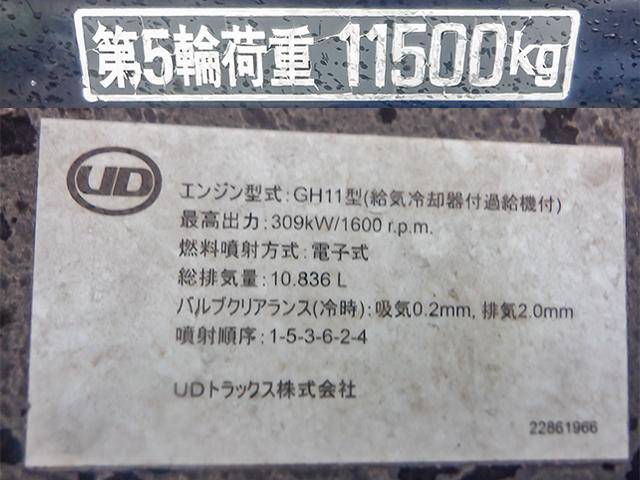 第5輪荷重 11500kg
UD
エンジン型式:GH11型(給気冷却器付過給機付)
最高出力:309kW/1600 r.p.m.
燃料噴射方式:電子式
総排気量:10.836 L
バルブクリアランス(冷時):吸気0.2mm, 排気2.0mm
噴射順序:1-5-3-6-2-4
UDトラックス株式会社
22861966